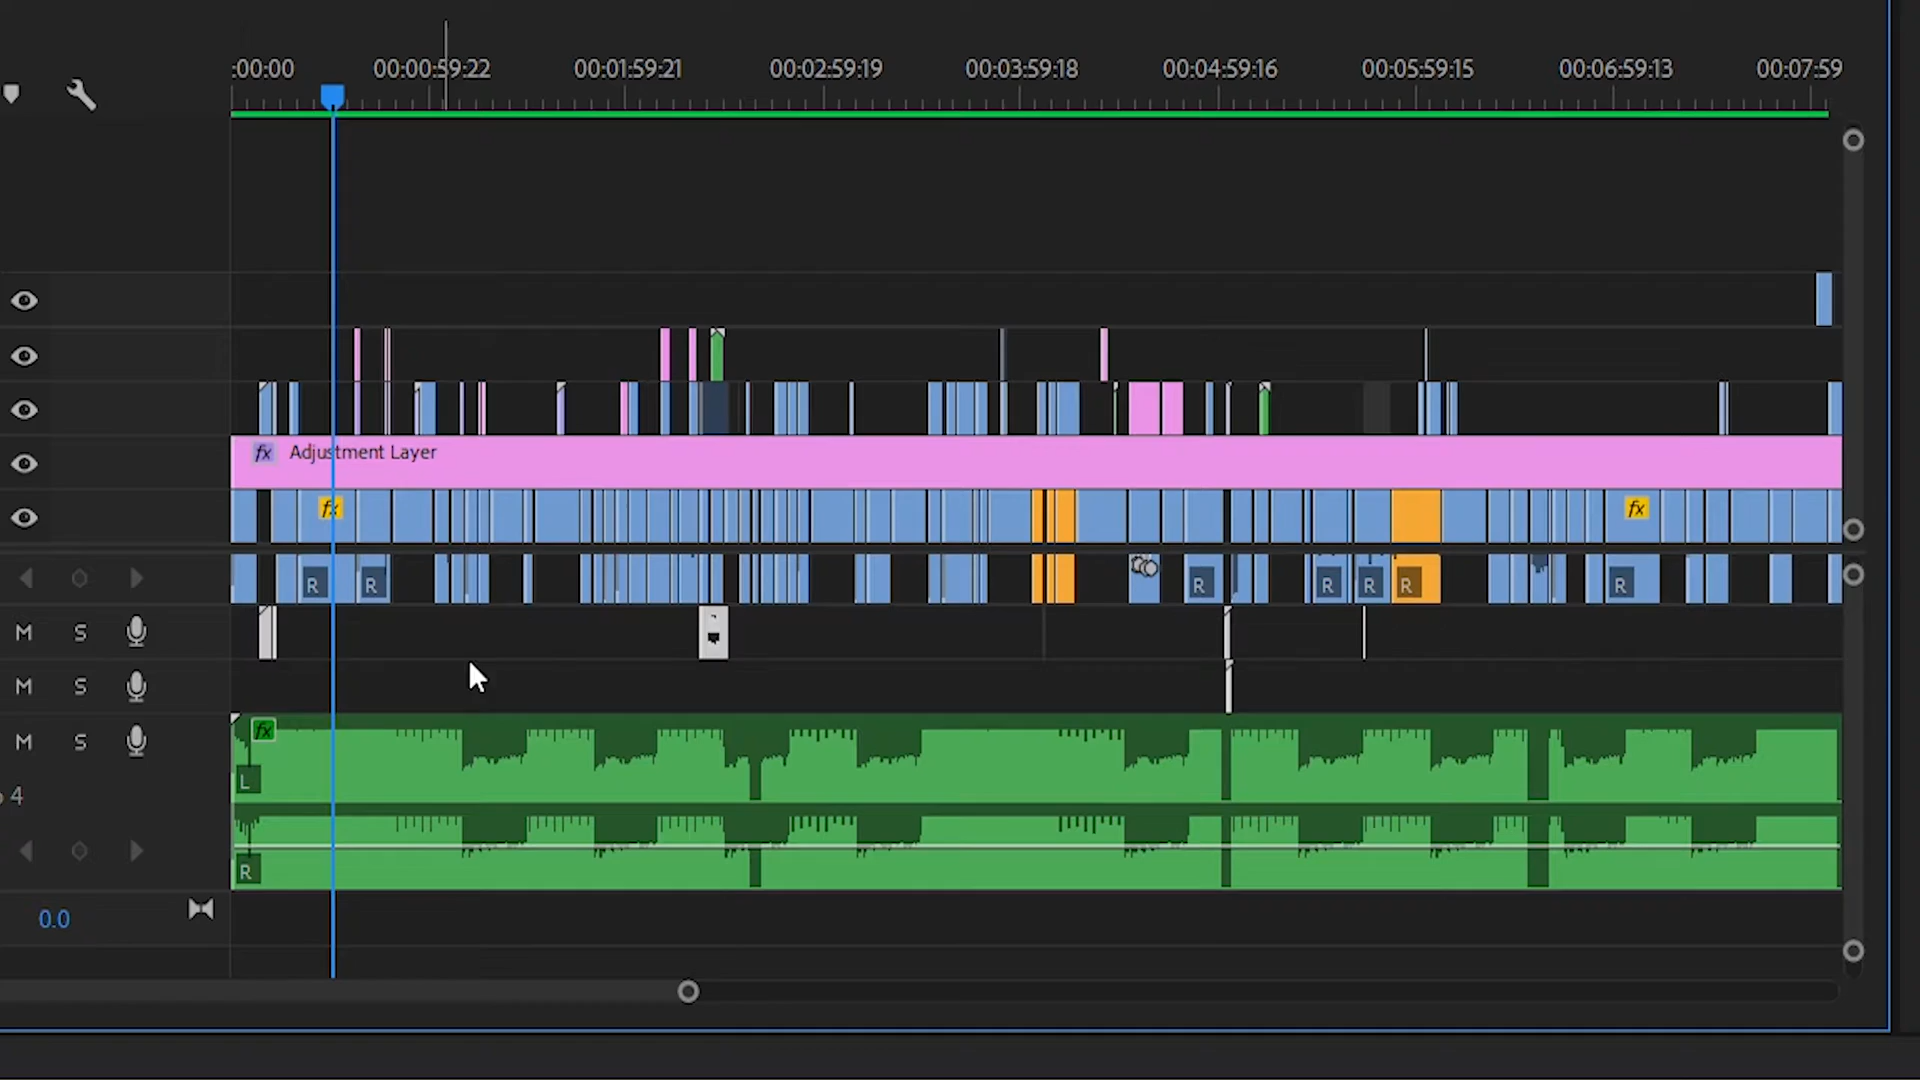 :00:00 00:00:59:22 00:01:59:21 00:02:59:19 00:03:59:18 00:04:59:16 00:05:59:15 00:06:59:13 00:07:59
fx Adjustment Layer
fx fx
R R R R R R R
M S
M S
M S fx
L
4
R
0.0